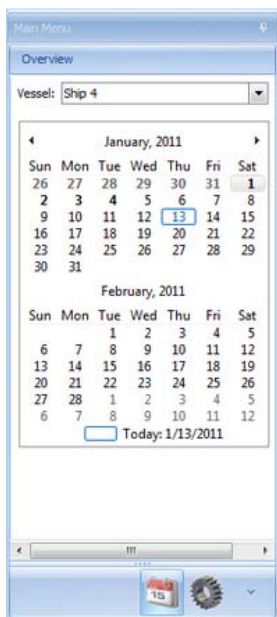 Main Menu
Overview
Vessel: Ship 4
January, 2011
Sun Mon Tue Wed Thu Fri Sat
26 27 28 29 30 31 1
2 3 4 5 6 7 8
9 10 11 12 13 14 15
16 17 18 19 20 21 22
23 24 25 26 27 28 29
30 31
February, 2011
Sun Mon Tue Wed Thu Fri Sat
1 2 3 4 5
6 7 8 9 10 11 12
13 14 15 16 17 18 19
20 21 22 23 24 25 26
27 28 1 2 3 4 5
6 7 8 9 10 11 12
Today: 1/13/2011
15